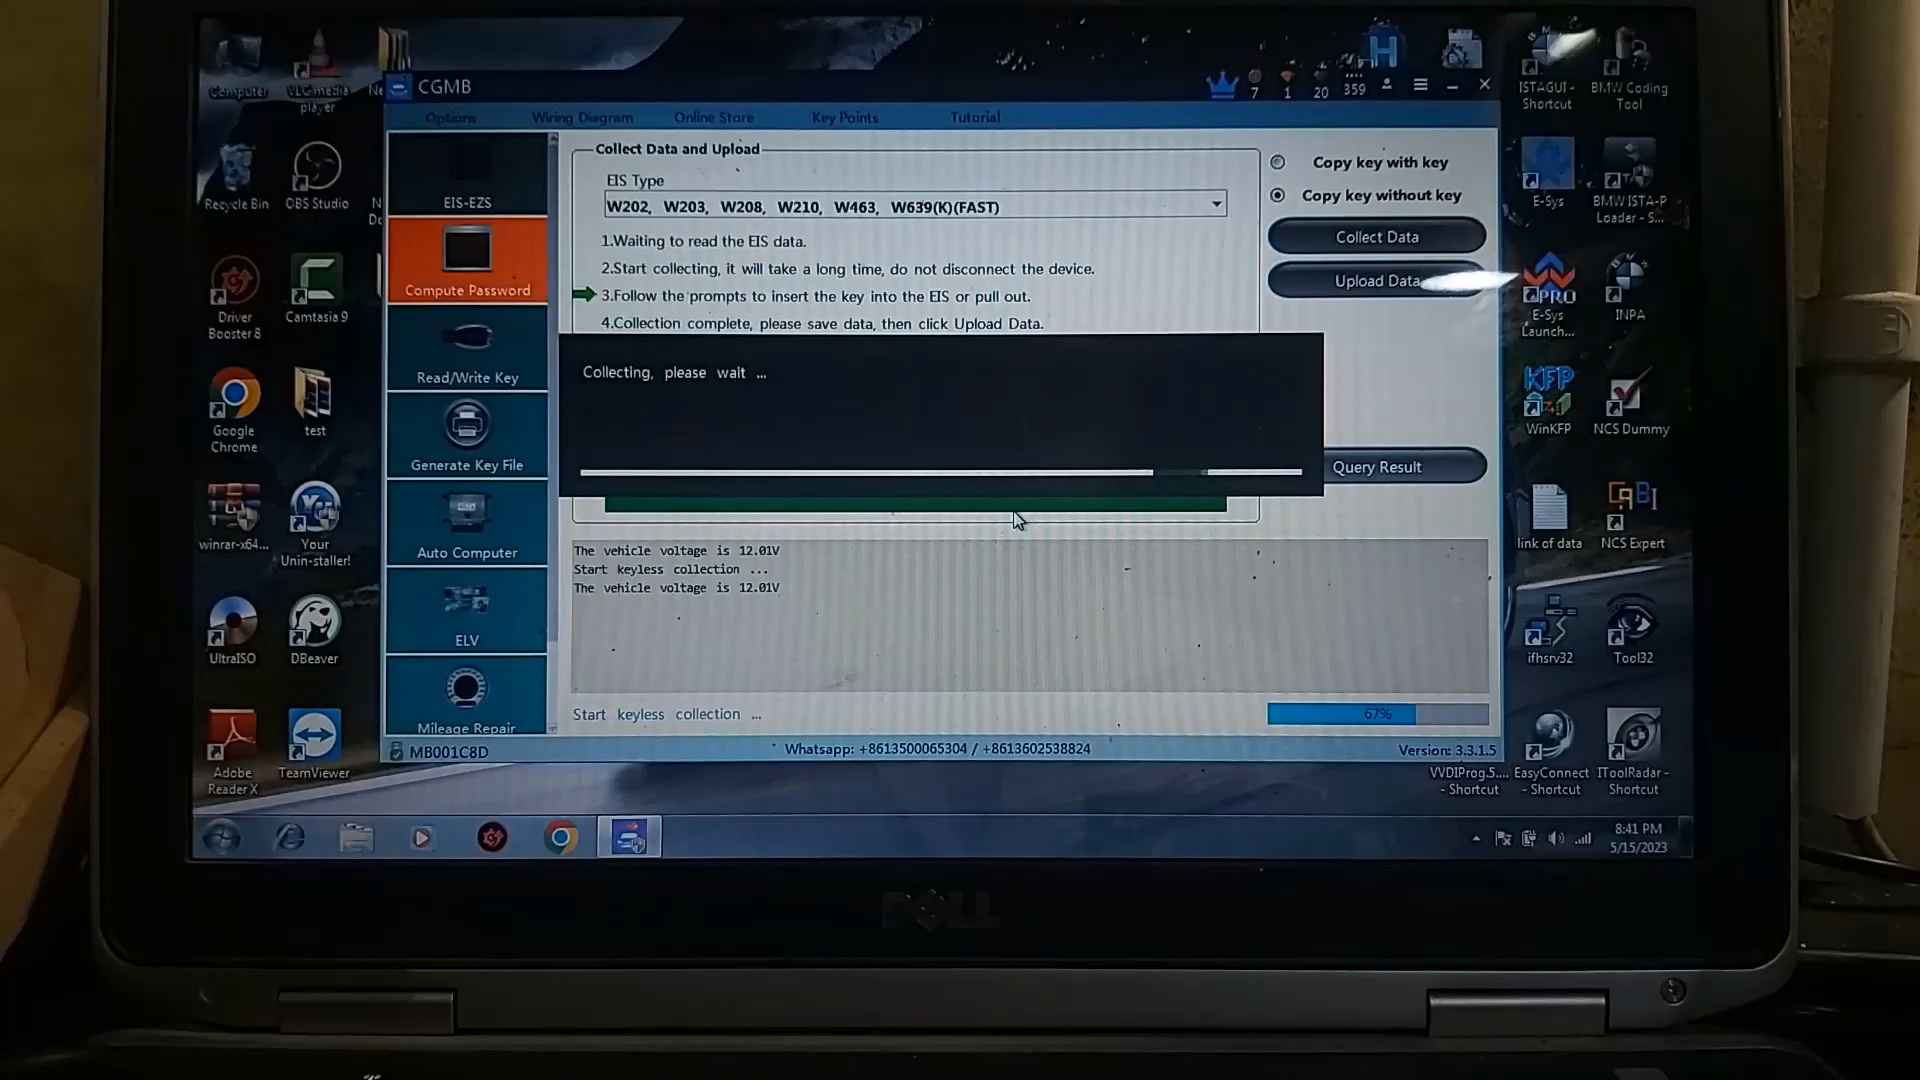 Computer
VLC media
player
Recycle Bin
OBS Studio
Driver
Booster 8
Camtasia 9
Google
Chrome
test
winrar-x64...
Your
Unin-staller!
UltraISO
DBeaver
Adobe
Reader X
TeamViewer
CGMB
7
1
20
359
Options
Wiring Diagram
Online Store
Key Points
Tutorial
EIS-EZS
Compute Password
Read/Write Key
Generate Key File
Auto Computer
ELV
Mileage Repair
Collect Data and Upload
EIS Type
W202, W203, W208, W210, W463, W639(K)(FAST)
1.Waiting to read the EIS data.
2.Start collecting, it will take a long time, do not disconnect the device.
3.Follow the prompts to insert the key into the EIS or pull out.
4.Collection complete, please save data, then click Upload Data.
Copy key with key
Copy key without key
Collect Data
Upload Data
Query Result
Collecting, please wait ...
The vehicle voltage is 12.01V
Start keyless collection ...
The vehicle voltage is 12.01V
Start keyless collection ...
67%
MB001C8D
Whatsapp: +8613500065304 / +8613602538824
Version: 3.3.1.5
ISTAGUI -
Shortcut
BMW Coding
Tool
E-Sys
BMW ISTA-P
Loader - S...
PRO
E-Sys
Launch...
INPA
KFP
WinKFP
NCS Dummy
link of data
NCS Expert
ifhsrv32
Tool32
VVDIProg.5....
- Shortcut
EasyConnect
- Shortcut
IToolRadar -
Shortcut
8:41 PM
5/15/2023
DELL